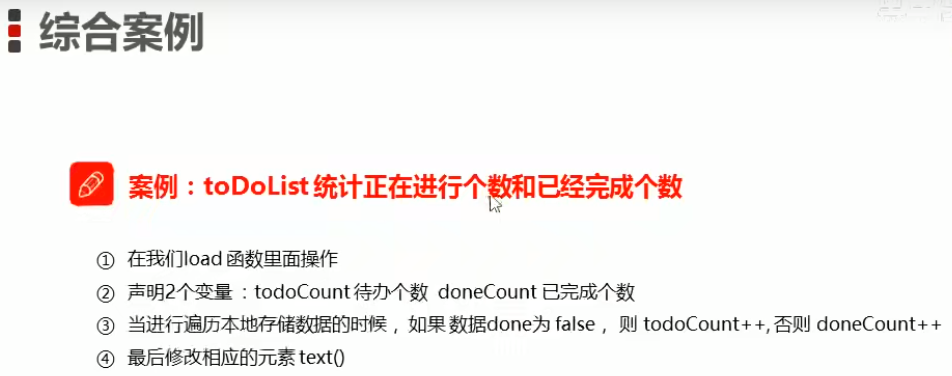 综合案例
案例：toDoList 统计正在进行个数和已经完成个数
① 在我们load 函数里面操作
② 声明2个变量 ：todoCount 待办个数 doneCount 已完成个数
③ 当进行遍历本地存储数据的时候 ，如果 数据done为 false ，则 todoCount++, 否则 doneCount++
④ 最后修改相应的元素 text()